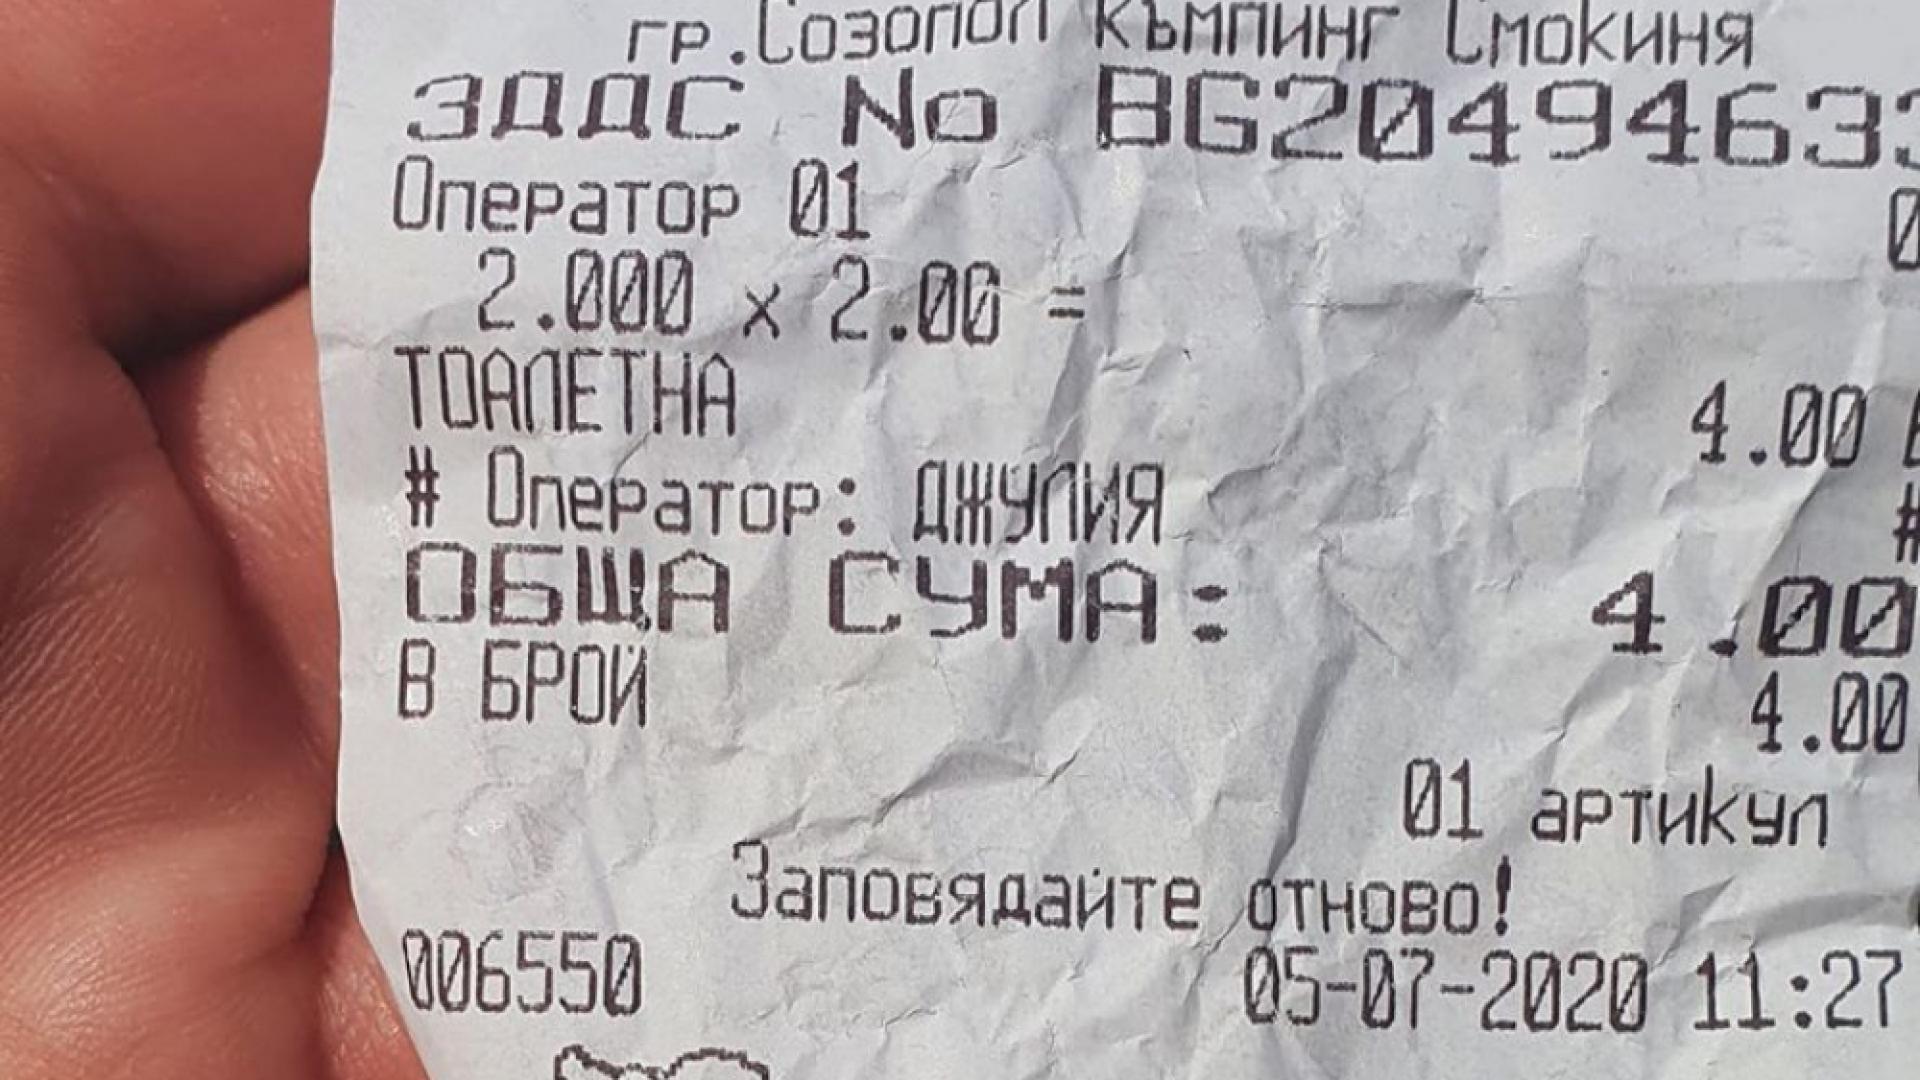 гр.Созопол къмпинг Смокиня
ЗДДС No BG20494633
Оператор 01
2.000 x 2.00 =
ТОАЛЕТНА 4.00
# Оператор: ДЖУЛИЯ #
ОБЩА СУМА: 4.00
В БРОЙ 4.00
01 артикул
Заповядайте отново!
006550 05-07-2020 11:27